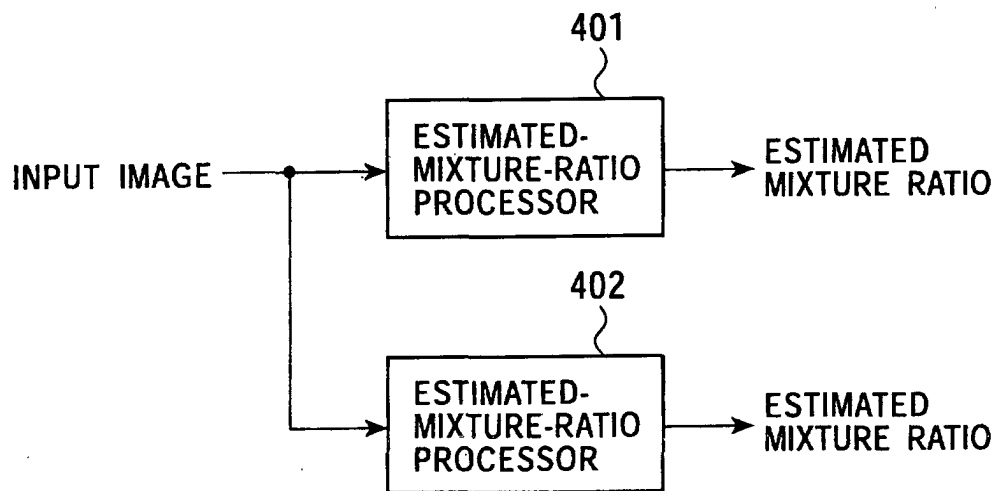 401
INPUT IMAGE
ESTIMATED-
MIXTURE-RATIO
PROCESSOR
ESTIMATED
MIXTURE RATIO
402
ESTIMATED-
MIXTURE-RATIO
PROCESSOR
ESTIMATED
MIXTURE RATIO